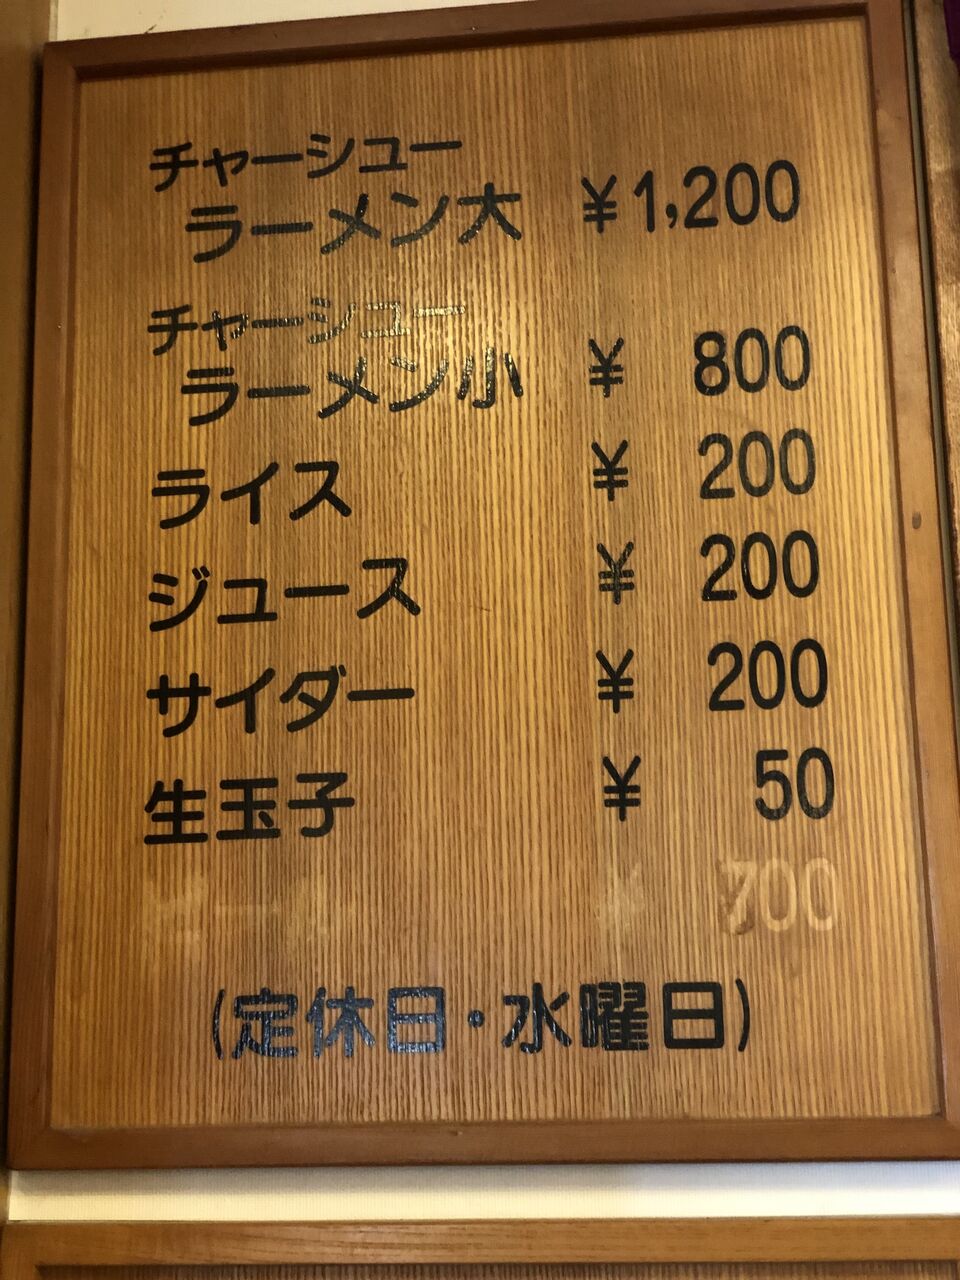 チャーシュー
ラーメン大 ¥1,200
チャーシュー
ラーメン小 ¥ 800
ライス ¥ 200
ジュース ¥ 200
サイダー ¥ 200
生玉子 ¥ 50
¥ 700
(定休日・水曜日)